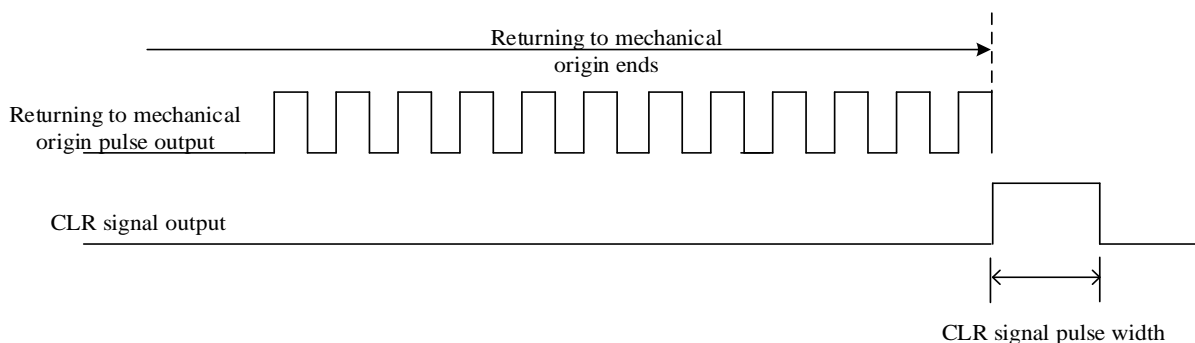 Returning to mechanical
origin ends
Returning to mechanical
origin pulse output
CLR signal output
CLR signal pulse width